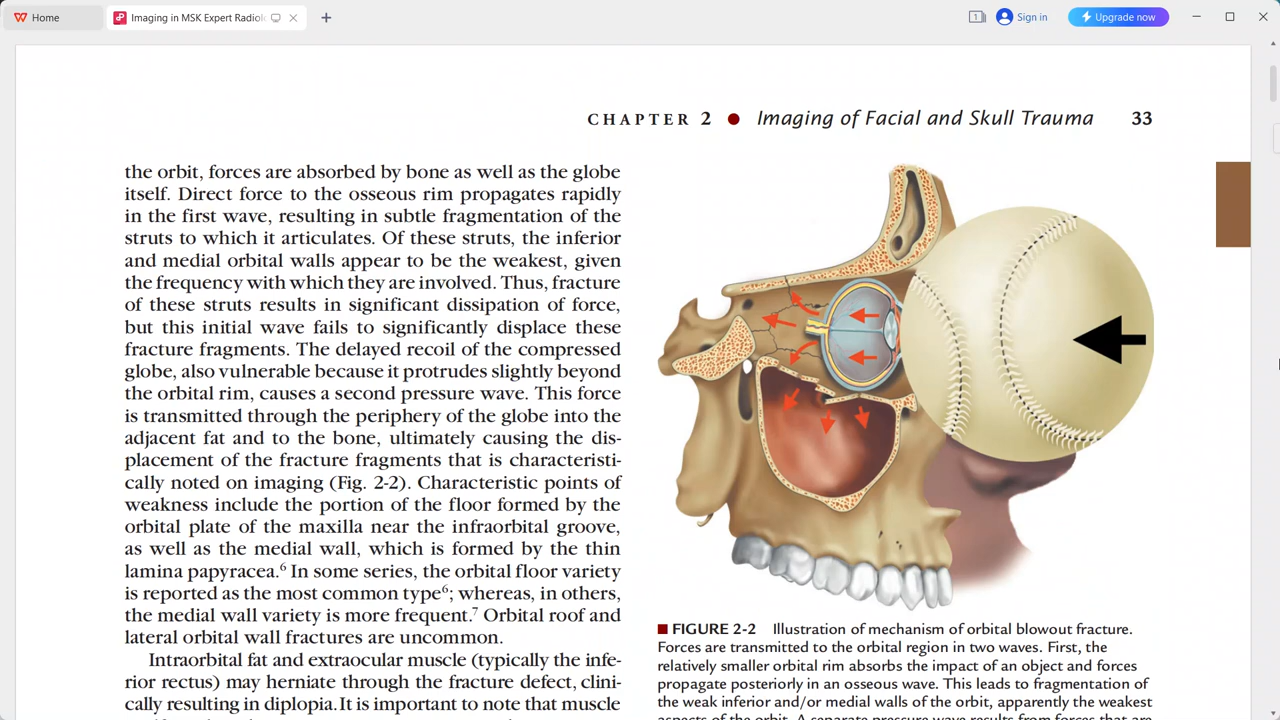 Home
Imaging in MSK Expert Radiol
1
Sign in
Upgrade now
CHAPTER 2 ● Imaging of Facial and Skull Trauma 33
the orbit, forces are absorbed by bone as well as the globe
itself. Direct force to the osseous rim propagates rapidly
in the first wave, resulting in subtle fragmentation of the
struts to which it articulates. Of these struts, the inferior
and medial orbital walls appear to be the weakest, given
the frequency with which they are involved. Thus, fracture
of these struts results in significant dissipation of force,
but this initial wave fails to significantly displace these
fracture fragments. The delayed recoil of the compressed
globe, also vulnerable because it protrudes slightly beyond
the orbital rim, causes a second pressure wave. This force
is transmitted through the periphery of the globe into the
adjacent fat and to the bone, ultimately causing the dis-
placement of the fracture fragments that is characteristi-
cally noted on imaging (Fig. 2-2). Characteristic points of
weakness include the portion of the floor formed by the
orbital plate of the maxilla near the infraorbital groove,
as well as the medial wall, which is formed by the thin
lamina papyracea.⁶ In some series, the orbital floor variety
is reported as the most common type⁶; whereas, in others,
the medial wall variety is more frequent.⁷ Orbital roof and
lateral orbital wall fractures are uncommon.
Intraorbital fat and extraocular muscle (typically the infe-
rior rectus) may herniate through the fracture defect, clini-
cally resulting in diplopia. It is important to note that muscle
■ FIGURE 2-2 Illustration of mechanism of orbital blowout fracture.
Forces are transmitted to the orbital region in two waves. First, the
relatively smaller orbital rim absorbs the impact of an object and forces
propagate posteriorly in an osseous wave. This leads to fragmentation of
the weak inferior and/or medial walls of the orbit, apparently the weakest
aspects of the orbit. A separate pressure wave results from forces that are